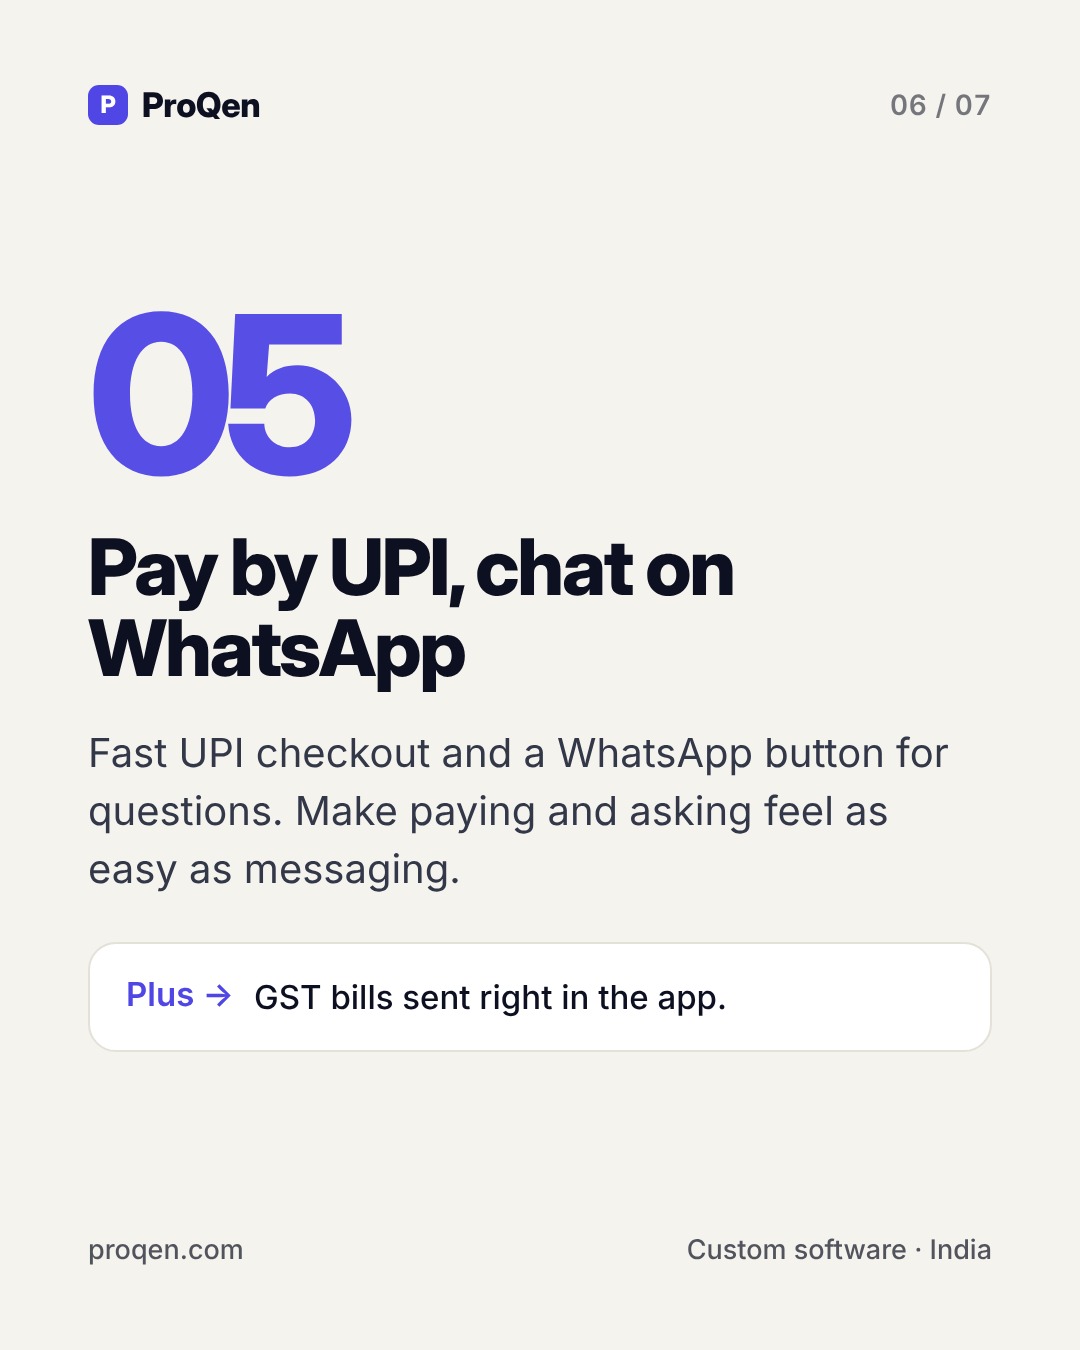 P ProQen
06 / 07
05
Pay by UPI, chat on
WhatsApp
Fast UPI checkout and a WhatsApp button for
questions. Make paying and asking feel as
easy as messaging.
Plus → GST bills sent right in the app.
proqen.com
Custom software · India